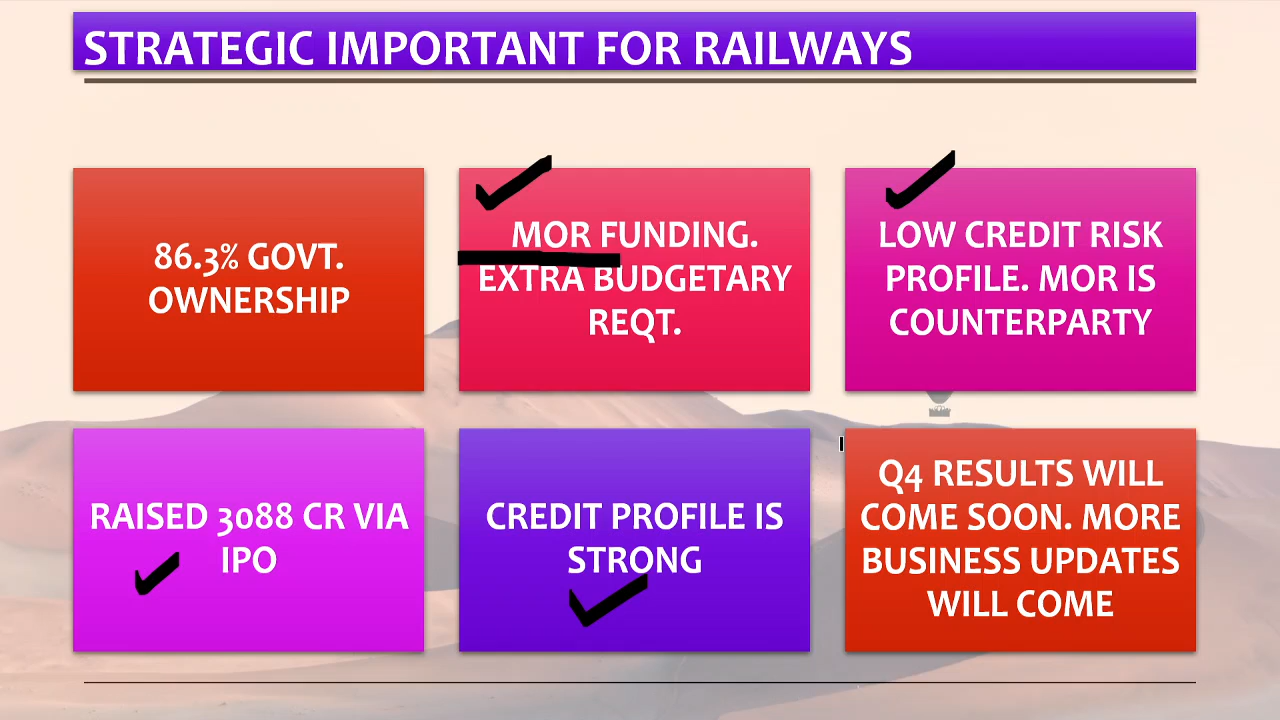 STRATEGIC IMPORTANT FOR RAILWAYS
86.3% GOVT.
OWNERSHIP
MOR FUNDING.
EXTRA BUDGETARY
REQT.
LOW CREDIT RISK
PROFILE. MOR IS
COUNTERPARTY
RAISED 3088 CR VIA
IPO
CREDIT PROFILE IS
STRONG
Q4 RESULTS WILL
COME SOON. MORE
BUSINESS UPDATES
WILL COME